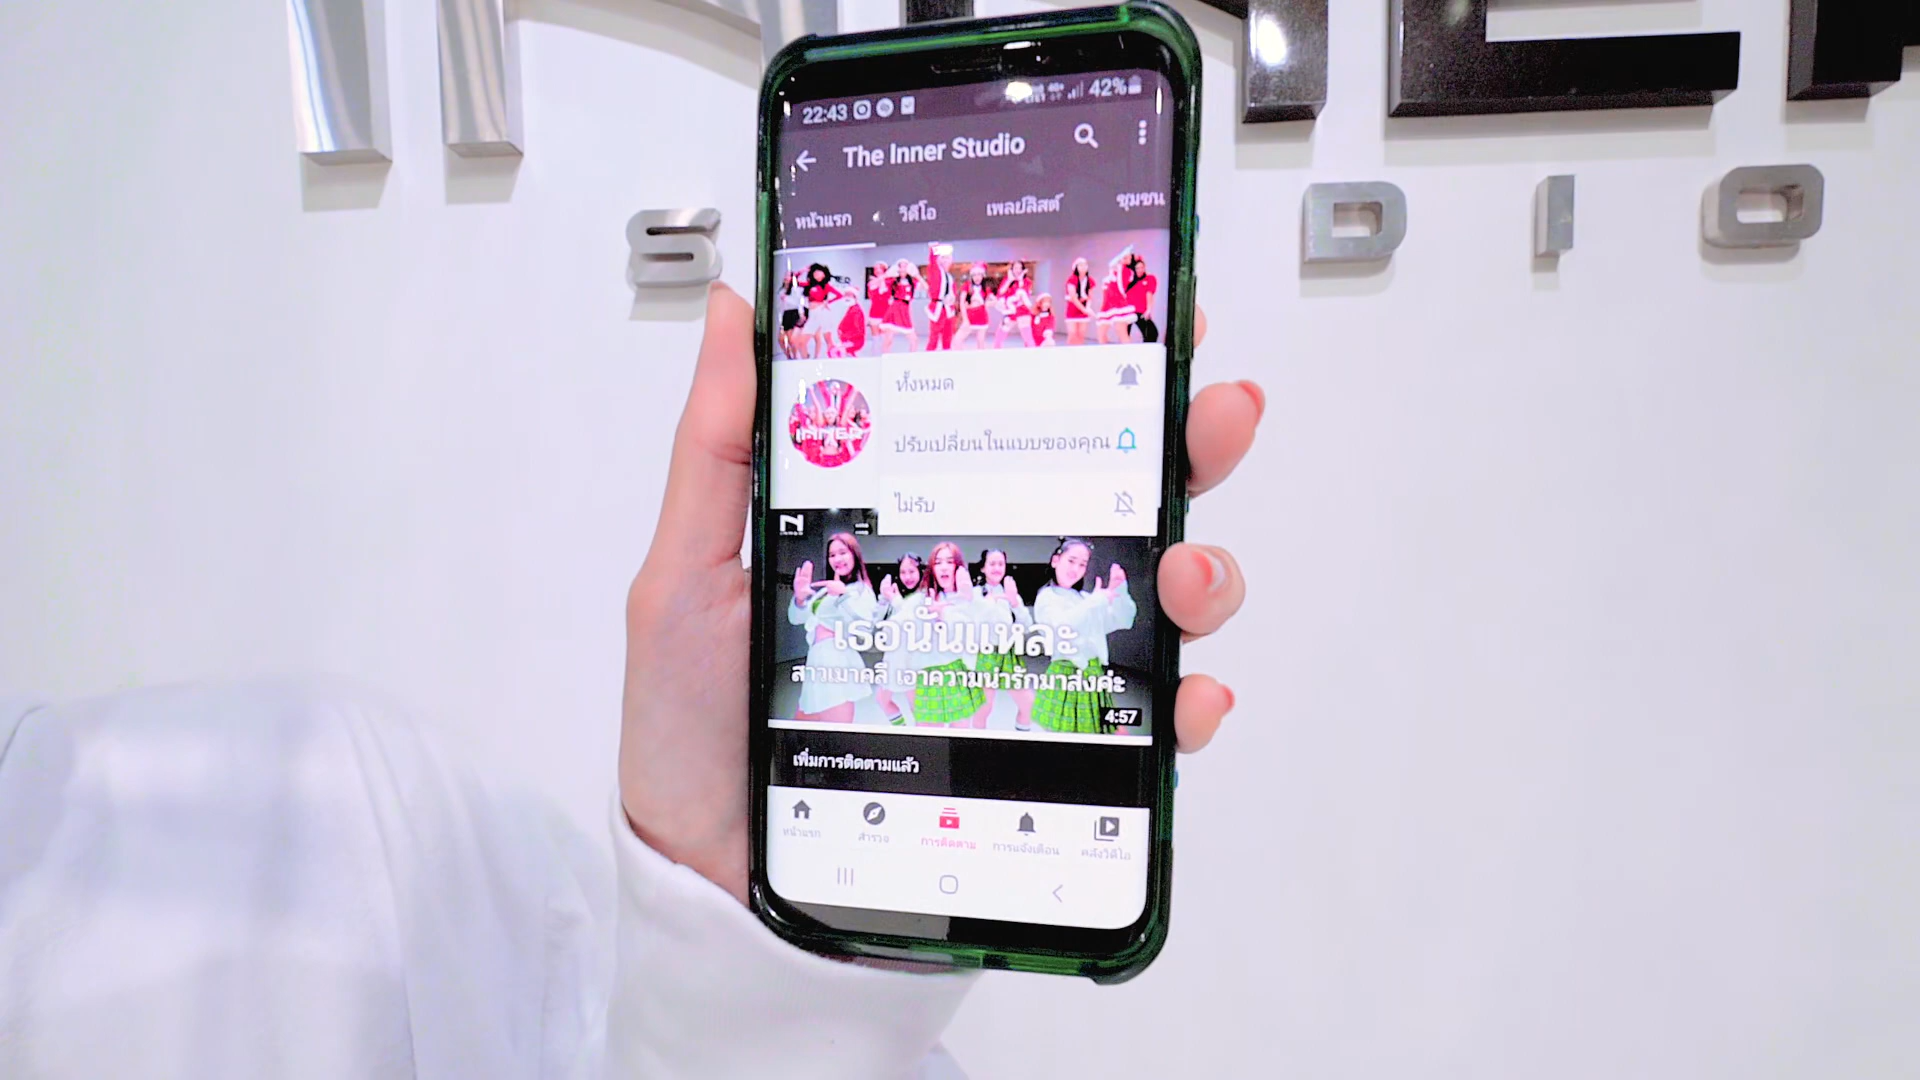 S
D I O
22:43
42%
The Inner Studio
หน้าแรก วิดีโอ เพลย์ลิสต์ ชุมชน
ทั้งหมด
INNER
ปรับเปลี่ยนในแบบของคุณ
ไม่รับ
เธอนั่นแหละ
สาวเมาคลี เอาความน่ารักมาส่งค่ะ
4:57
เพิ่มการติดตามแล้ว
หน้าแรก สำรวจ การติดตาม การแจ้งเตือน คลังวิดีโอ